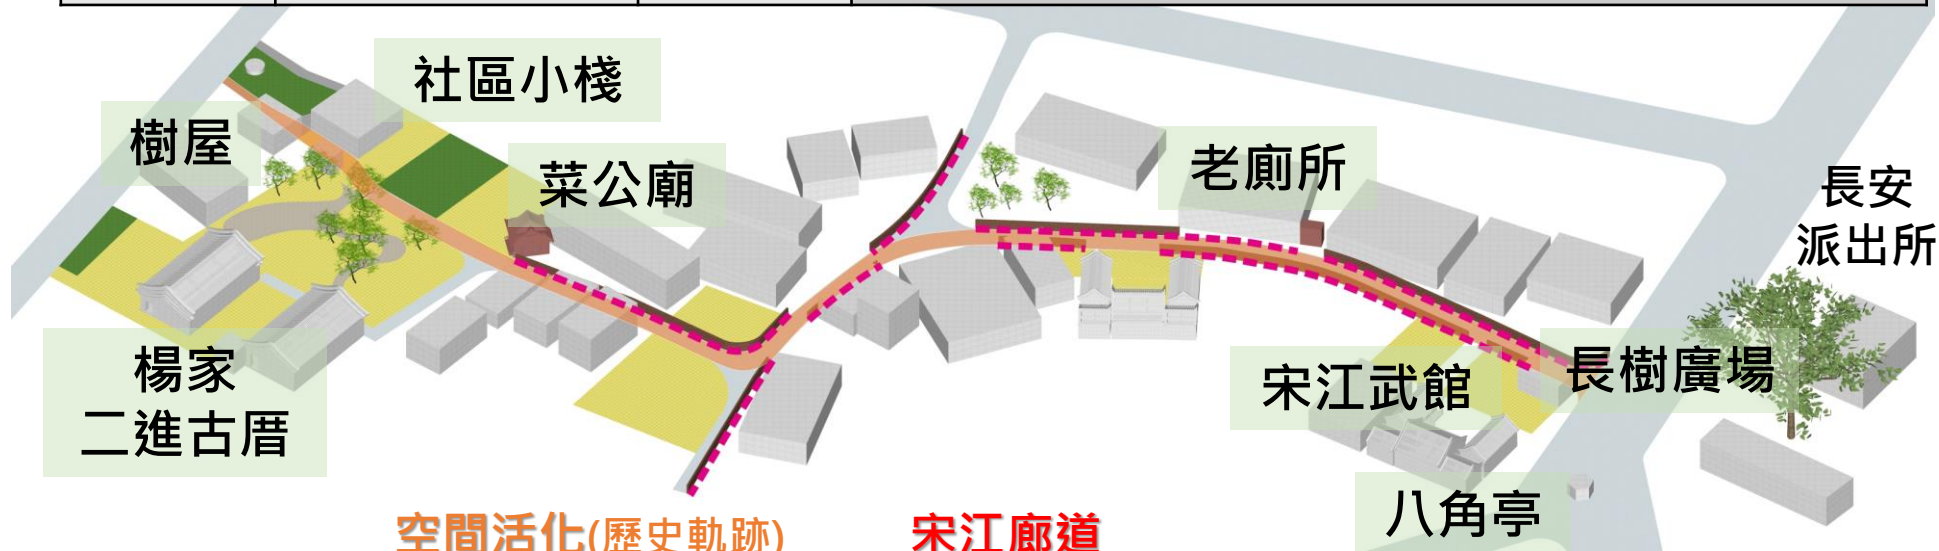 社區小棧
樹屋
菜公廟
老廁所
長安
派出所
楊家
二進古厝
宋江武館
長樹廣場
八角亭
空間活化(歷史軌跡)
宋江廊道